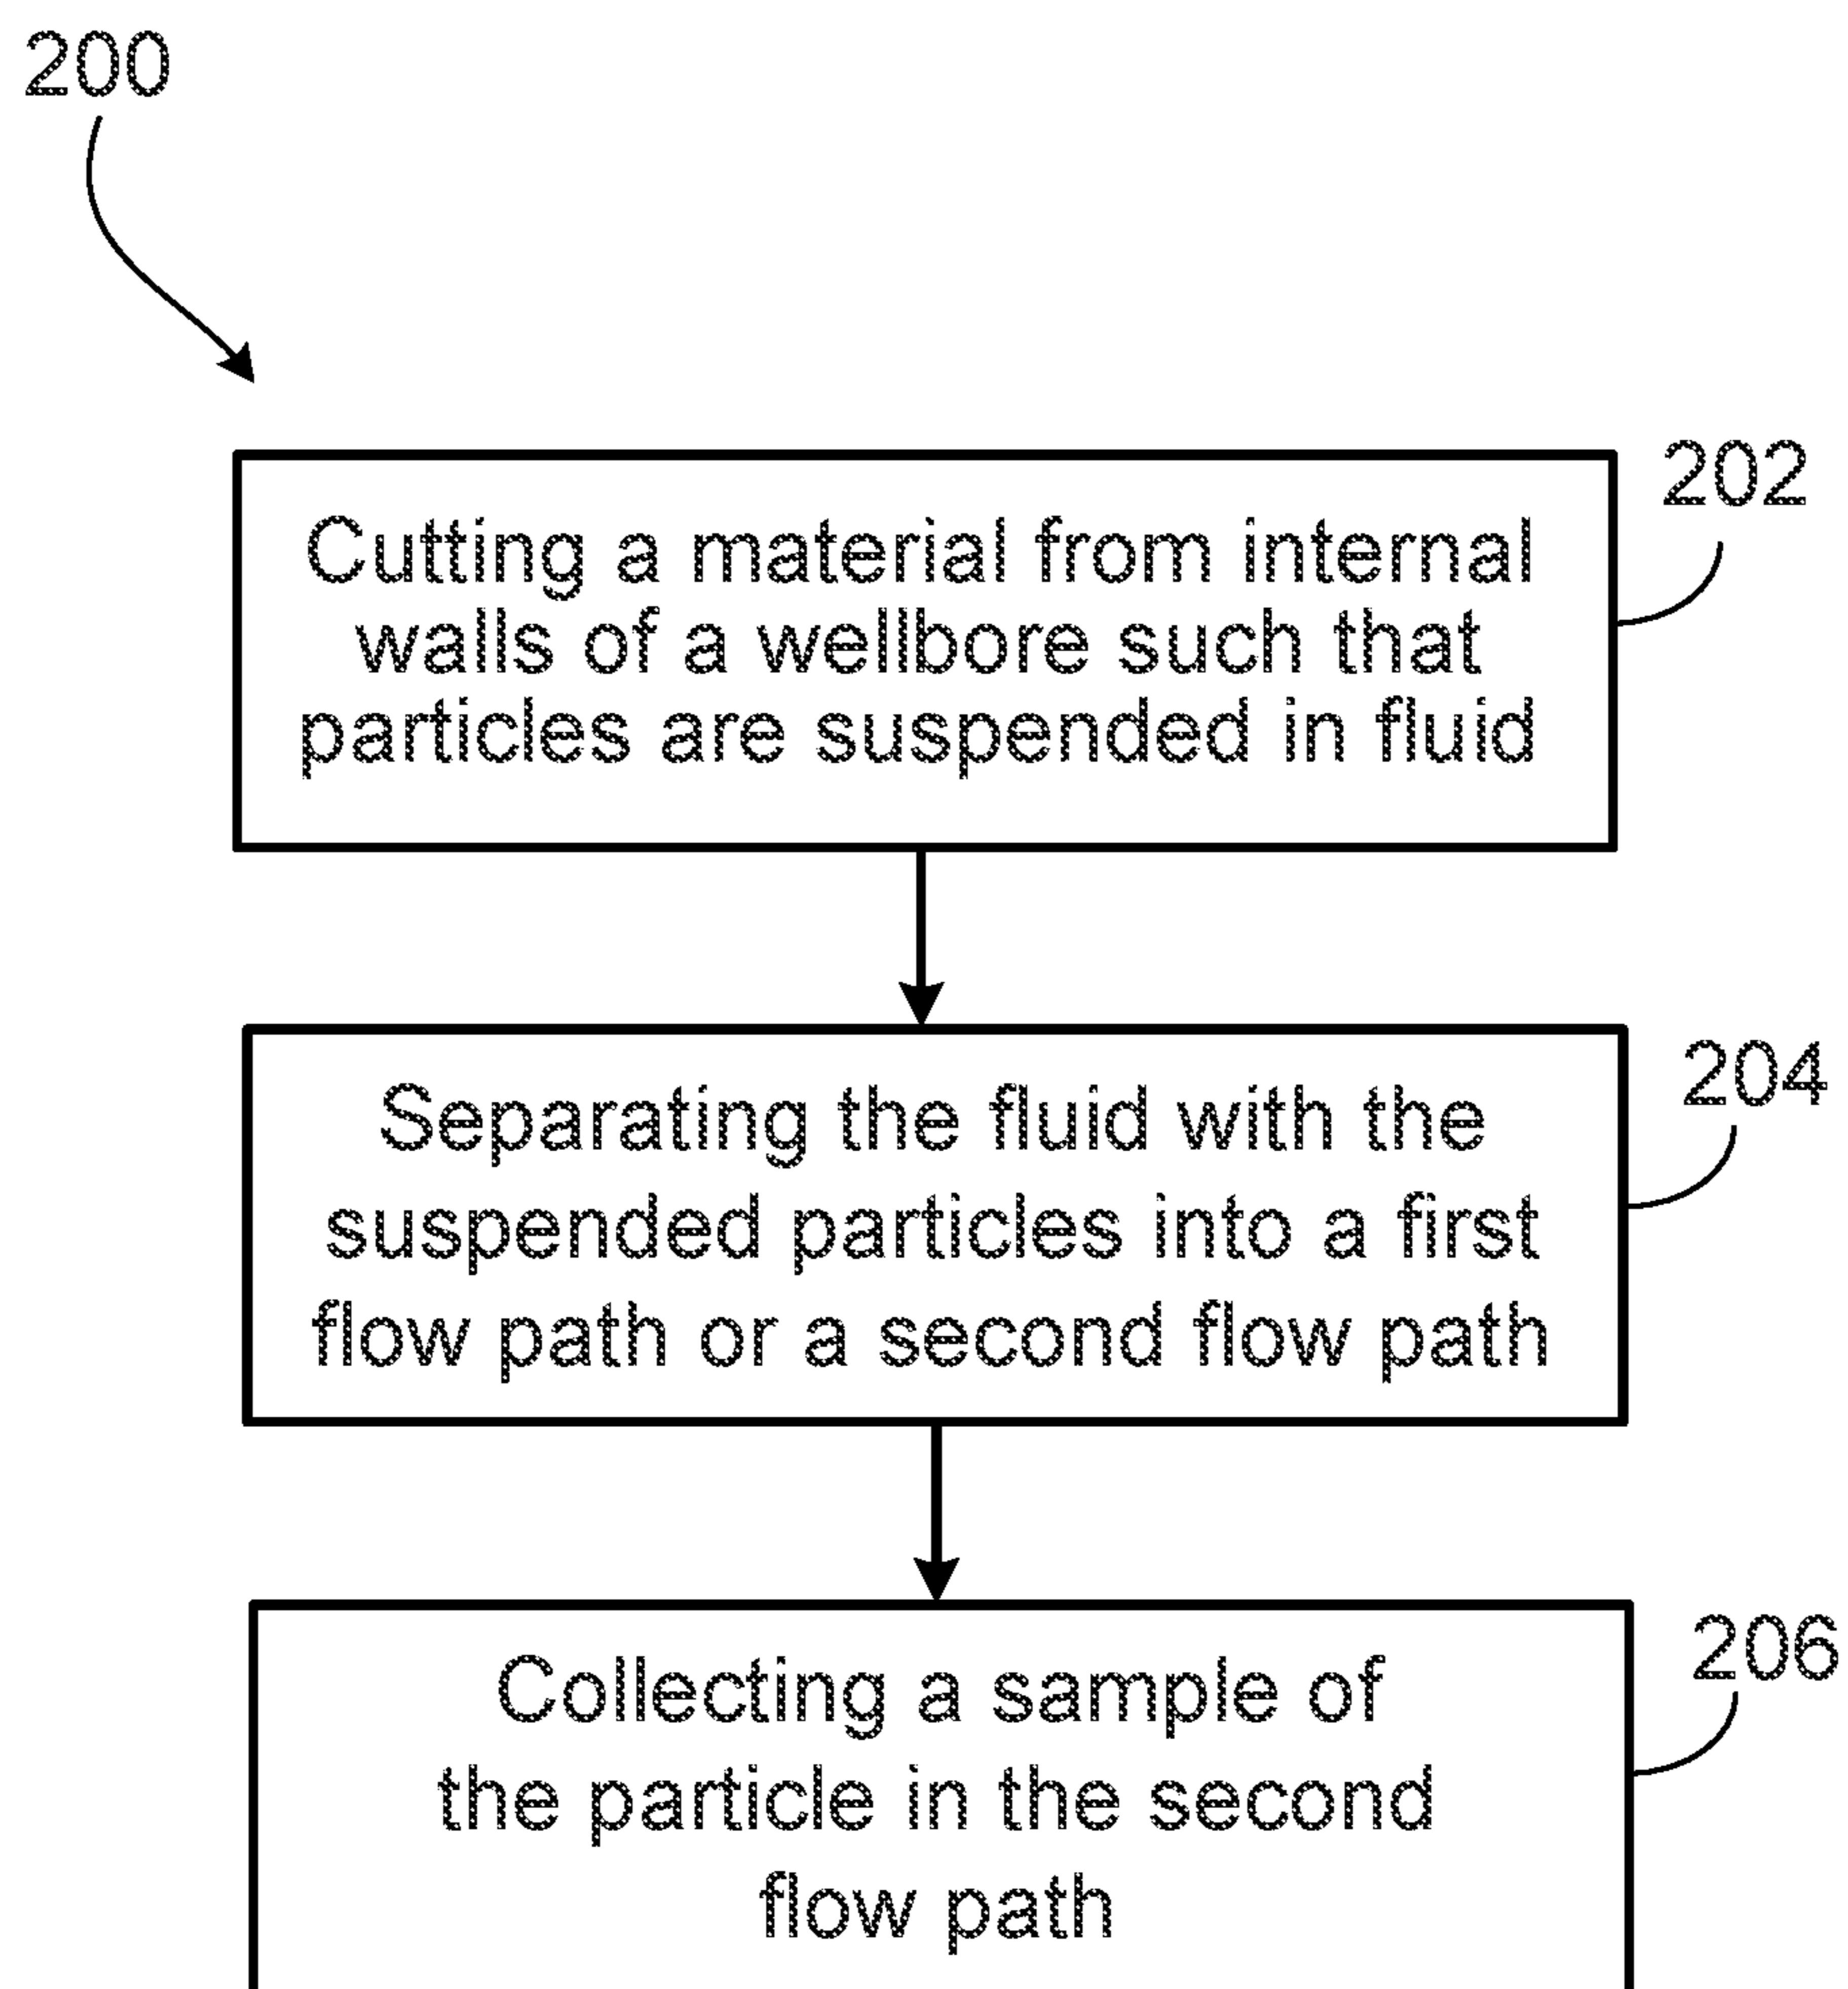 200
202
Cutting a material from internal
walls of a wellbore such that
particles are suspended in fluid
204
Separating the fluid with the
suspended particles into a first
flow path or a second flow path
206
Collecting a sample of
the particle in the second
flow path